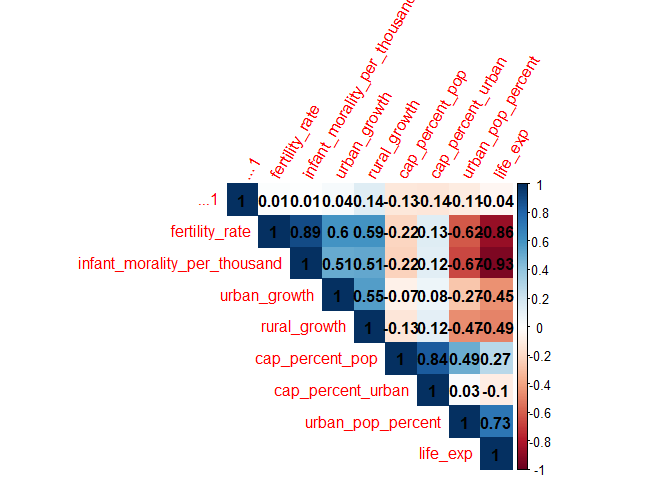 ...1
fertility_rate
infant_morality_per_thousand
urban_growth
rural_growth
cap_percent_pop
cap_percent_urban
urban_pop_percent
life_exp
...1 1 0.01 0.01 0.04 0.14 -0.13 -0.14 -0.11 -0.04
fertility_rate 1 0.89 0.6 0.59 -0.22 0.13 -0.62 -0.86
infant_morality_per_thousand 1 0.51 0.51 -0.22 0.12 -0.67 -0.93
urban_growth 1 0.55 -0.07 0.08 -0.27 -0.45
rural_growth 1 -0.13 0.12 -0.47 -0.49
cap_percent_pop 1 0.84 0.49 0.27
cap_percent_urban 1 0.03 -0.1
urban_pop_percent 1 0.73
life_exp 1
1
0.8
0.6
0.4
0.2
0
-0.2
-0.4
-0.6
-0.8
-1